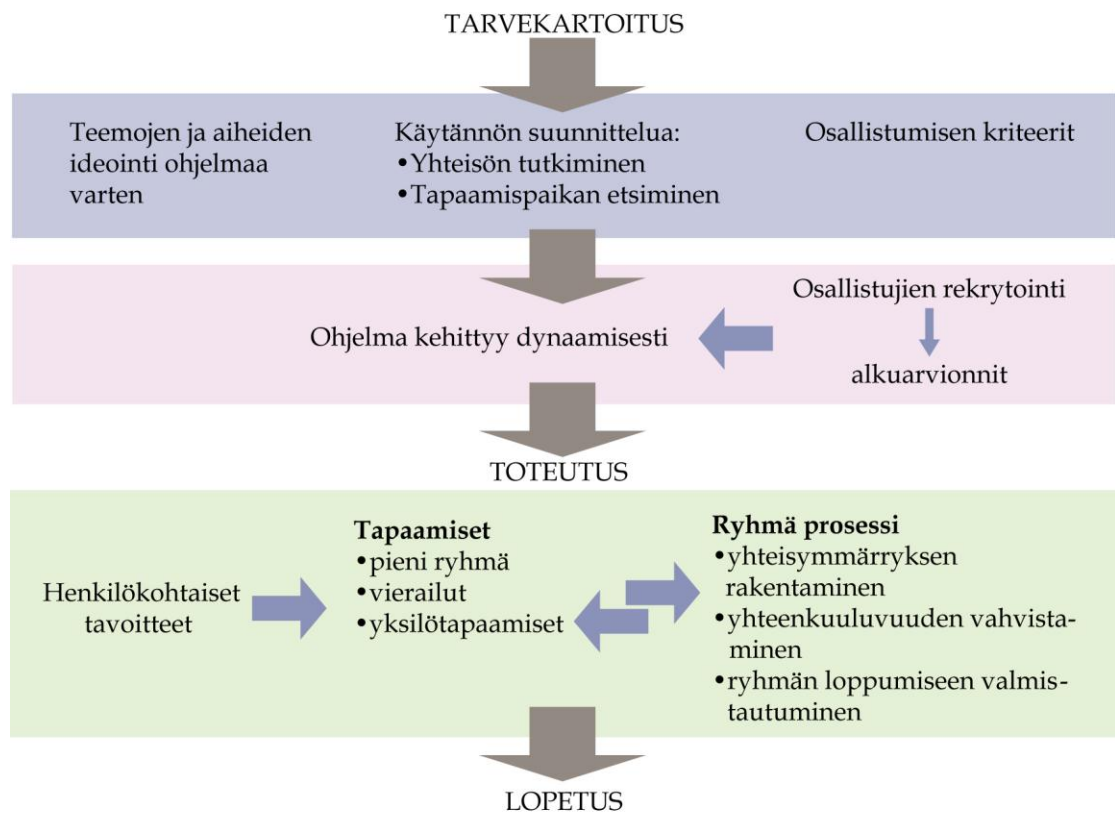 TARVEKARTOITUS
Teemojen ja aiheiden
ideointi ohjelmaa
varten
Käytännön suunnittelua:
•Yhteisön tutkiminen
•Tapaamispaikan etsiminen
Osallistumisen kriteerit
Ohjelma kehittyy dynaamisesti
Osallistujien rekrytointi
alkuarvionnit
TOTEUTUS
Henkilökohtaiset
tavoitteet
Tapaamiset
•pieni ryhmä
•vierailut
•yksilötapaamiset
Ryhmä prosessi
•yhteisymmärryksen
rakentaminen
•yhteenkuuluvuuden vahvista-
minen
•ryhmän loppumiseen valmis-
tautuminen
LOPETUS